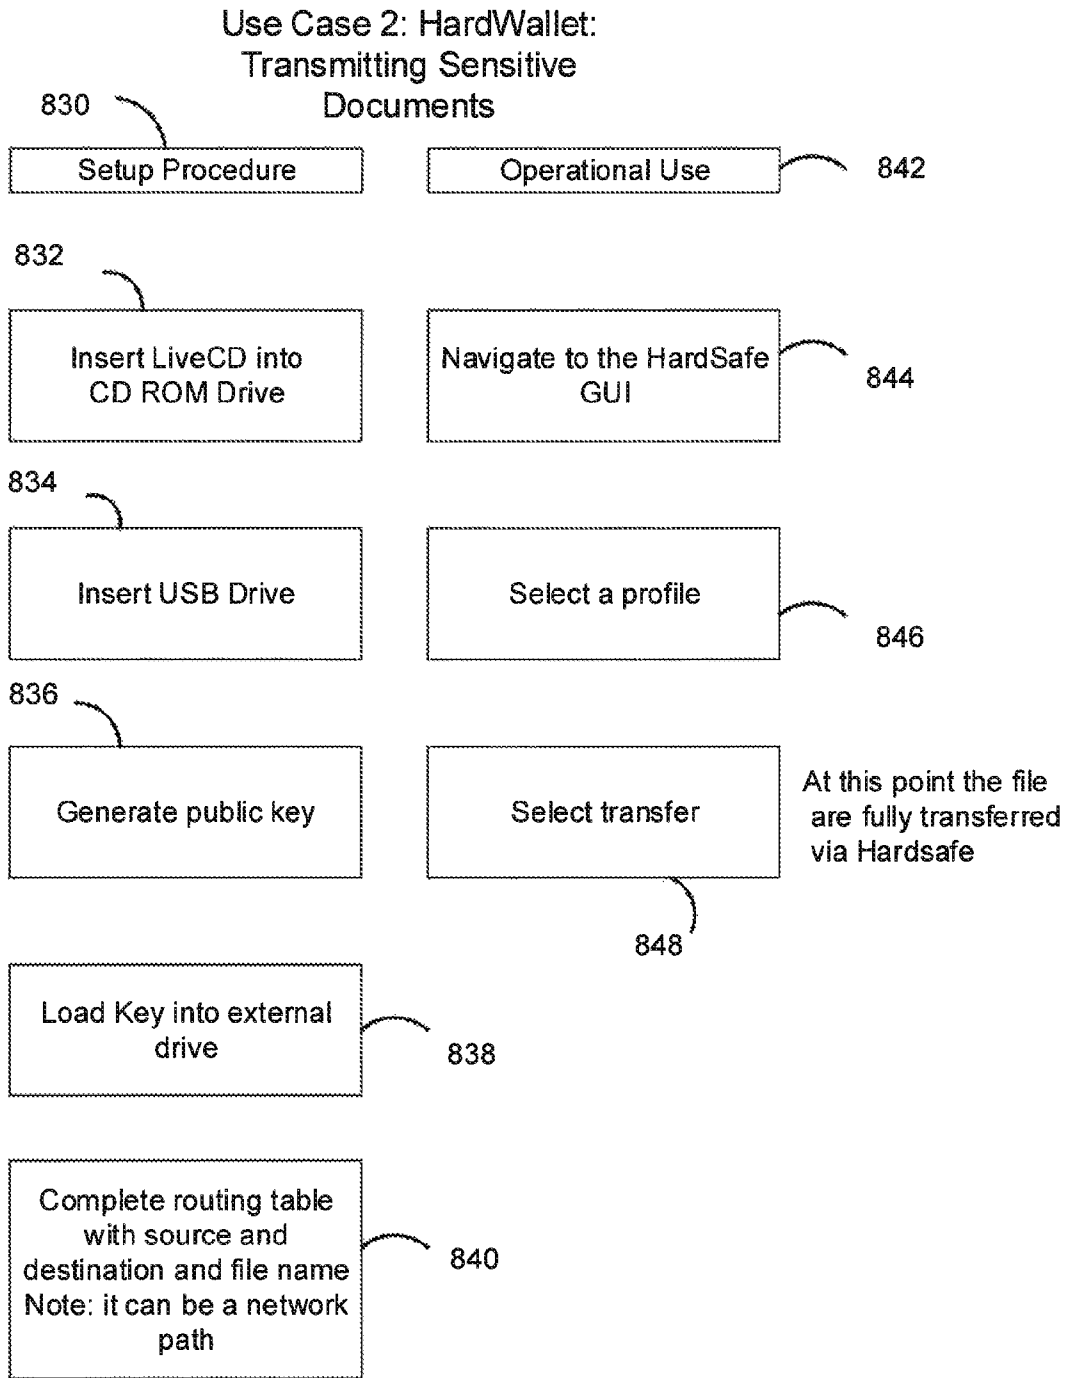 Use Case 2: HardWallet:
Transmitting Sensitive
Documents
830
Setup Procedure
Operational Use
842
832
Insert LiveCD into
CD ROM Drive
Navigate to the HardSafe
GUI
844
834
Insert USB Drive
Select a profile
846
836
Generate public key
Select transfer
At this point the file
are fully transferred
via Hardsafe
848
Load Key into external
drive
838
Complete routing table
with source and
destination and file name
Note: it can be a network
path
840